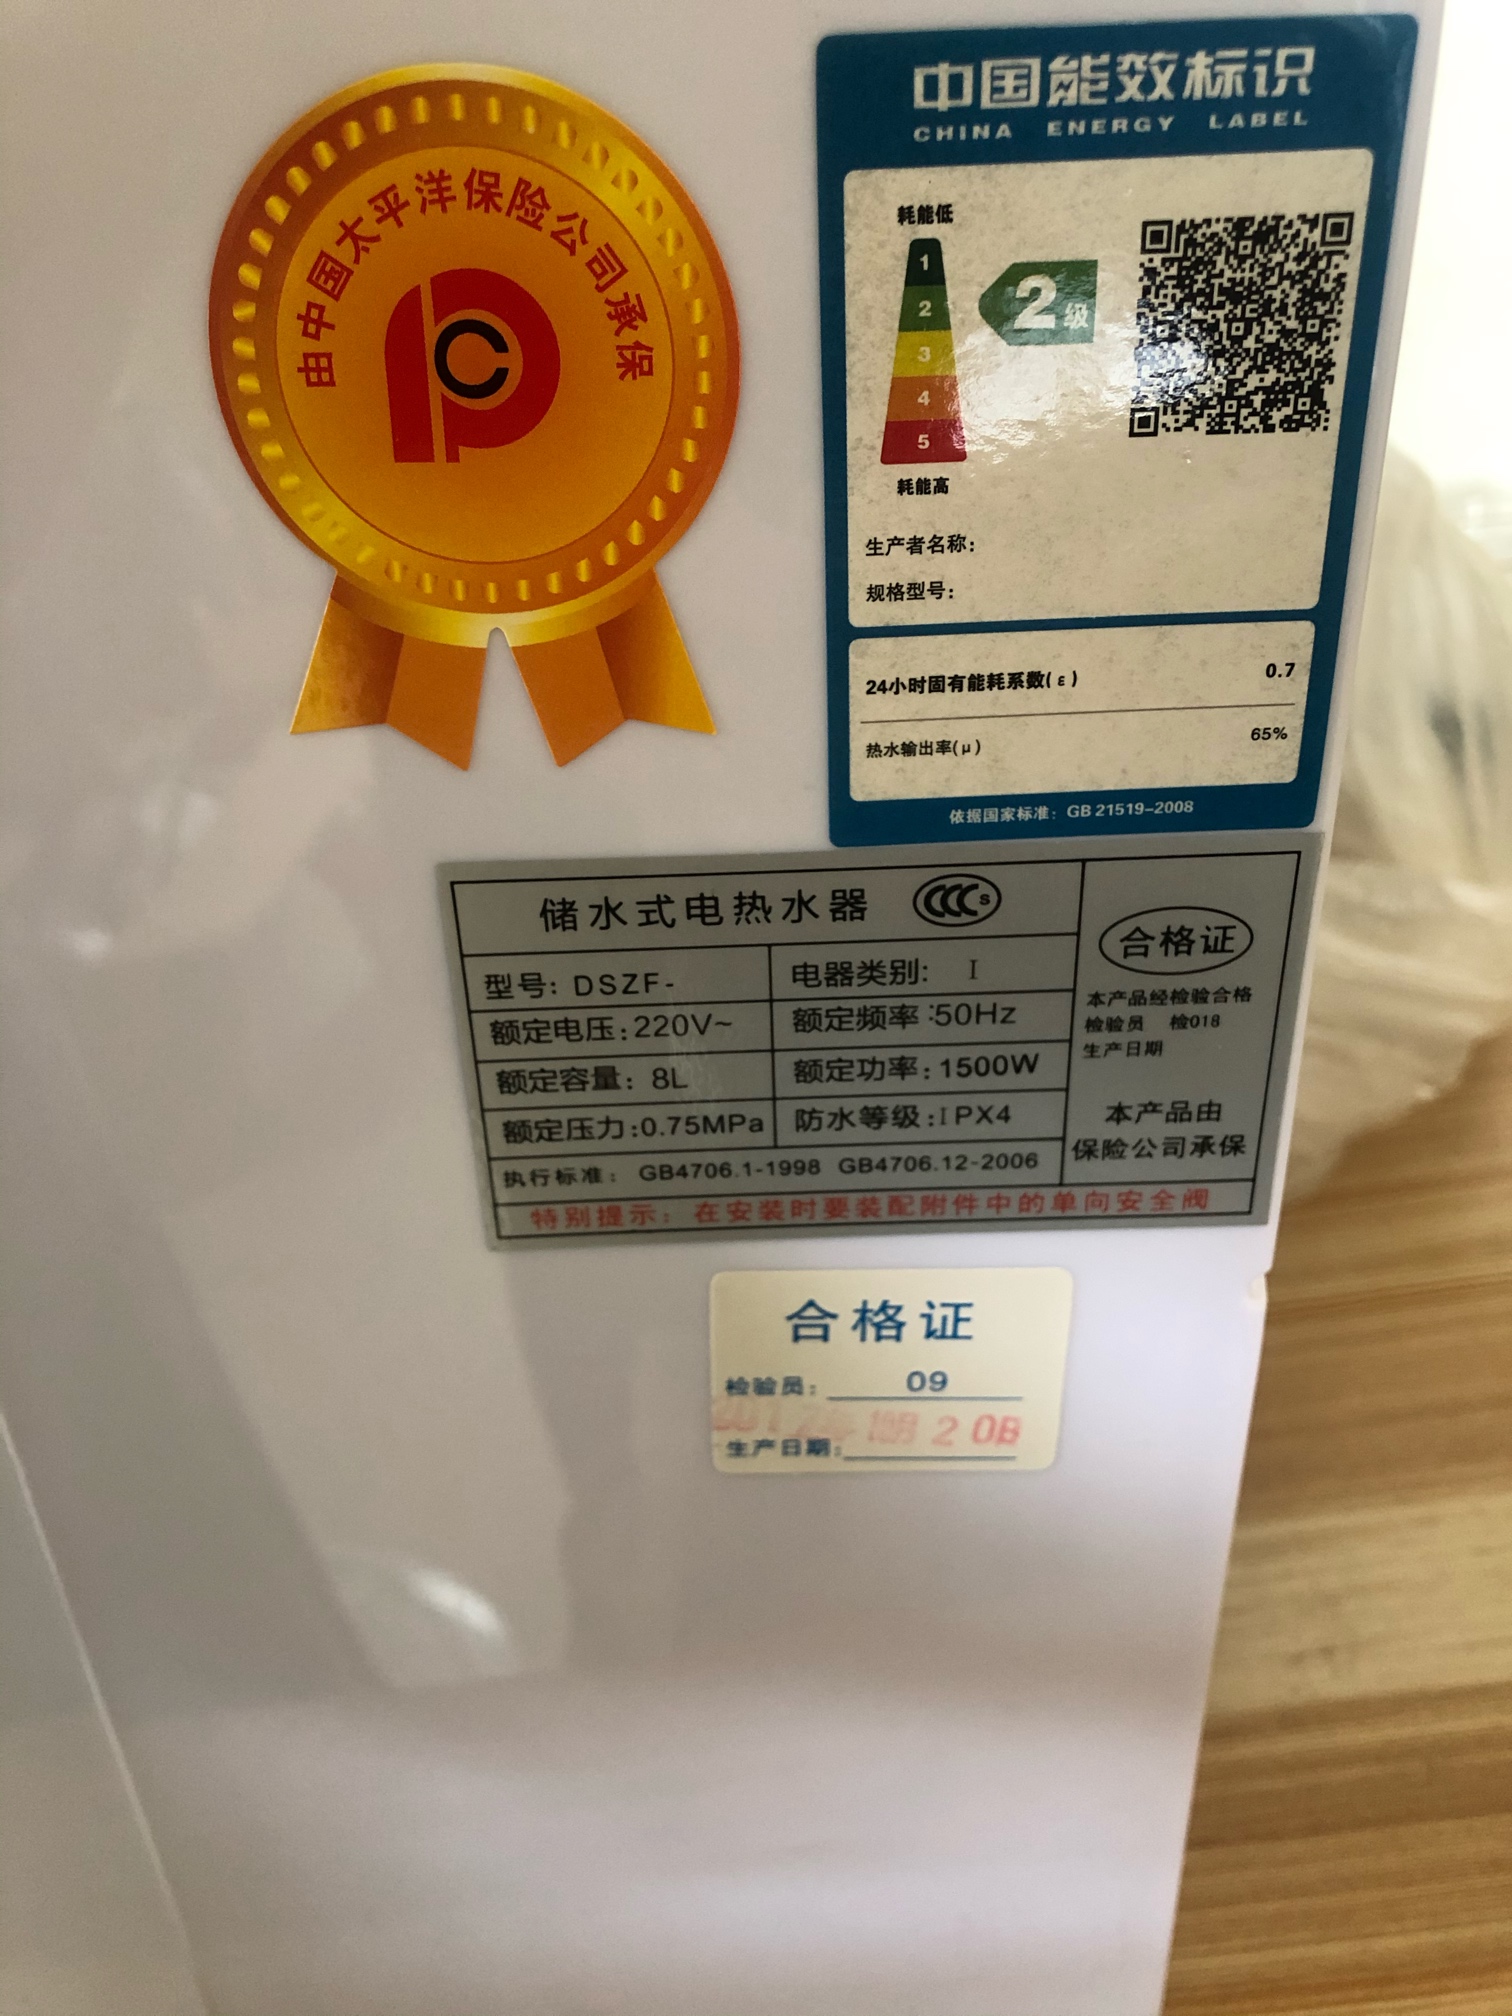 由中国太平洋保险公司承保
中国能效标识
CHINA ENERGY LABEL
耗能低
1
2
3
4
5
2级
耗能高
生产者名称:
规格型号:
24小时固有能耗系数(ε) 0.7
热水输出率(μ) 65%
依据国家标准: GB 21519-2008
储水式电热水器 CCC S
型号: DSZF-
电器类别: I
额定电压:220V~
额定频率:50Hz
额定容量: 8L
额定功率:1500W
额定压力:0.75MPa
防水等级:IPX4
执行标准: GB4706.1-1998 GB4706.12-2006
特别提示: 在安装时要装配附件中的单向安全阀
合格证
本产品经检验合格
检验员 检018
生产日期
本产品由
保险公司承保
合格证
检验员: 09
生产日期: